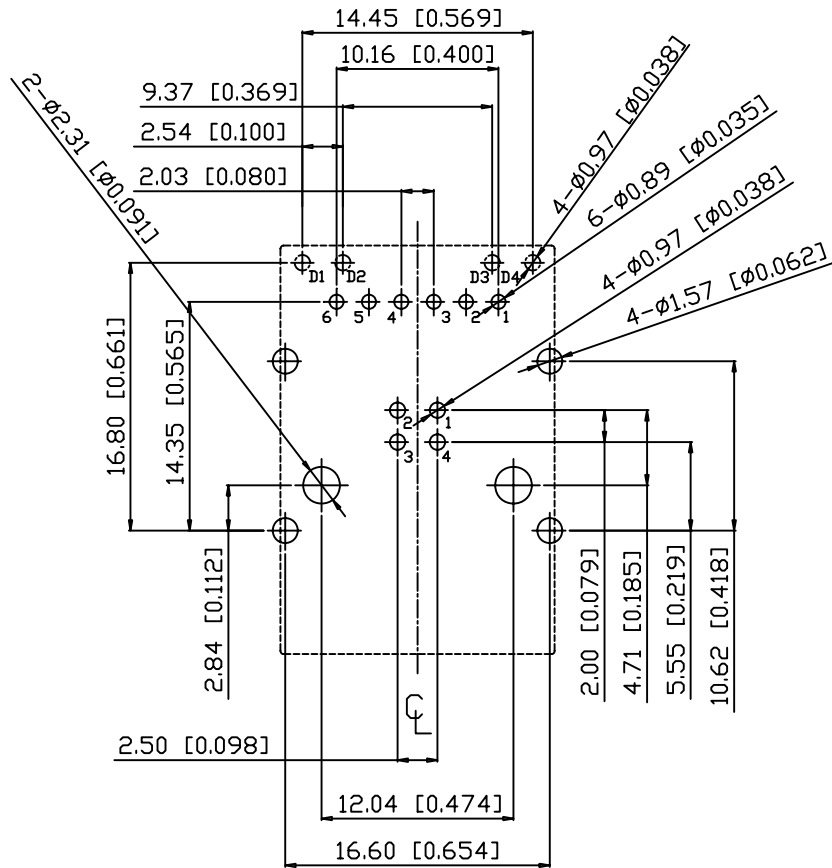 14.45 [0.569]
10.16 [0.400]
9.37 [0.369]
2.54 [0.100]
2.03 [0.080]
2-ø2.31 [ø0.091]
4-ø0.97 [ø0.038]
6-ø0.89 [ø0.035]
4-ø0.97 [ø0.038]
4-ø1.57 [ø0.062]
D1 D2 D3 D4
6 5 4 3 2 1
2 1
3 4
16.80 [0.661]
14.35 [0.565]
2.84 [0.112]
2.00 [0.079]
4.71 [0.185]
5.55 [0.219]
10.62 [0.418]
CL
2.50 [0.098]
12.04 [0.474]
16.60 [0.654]